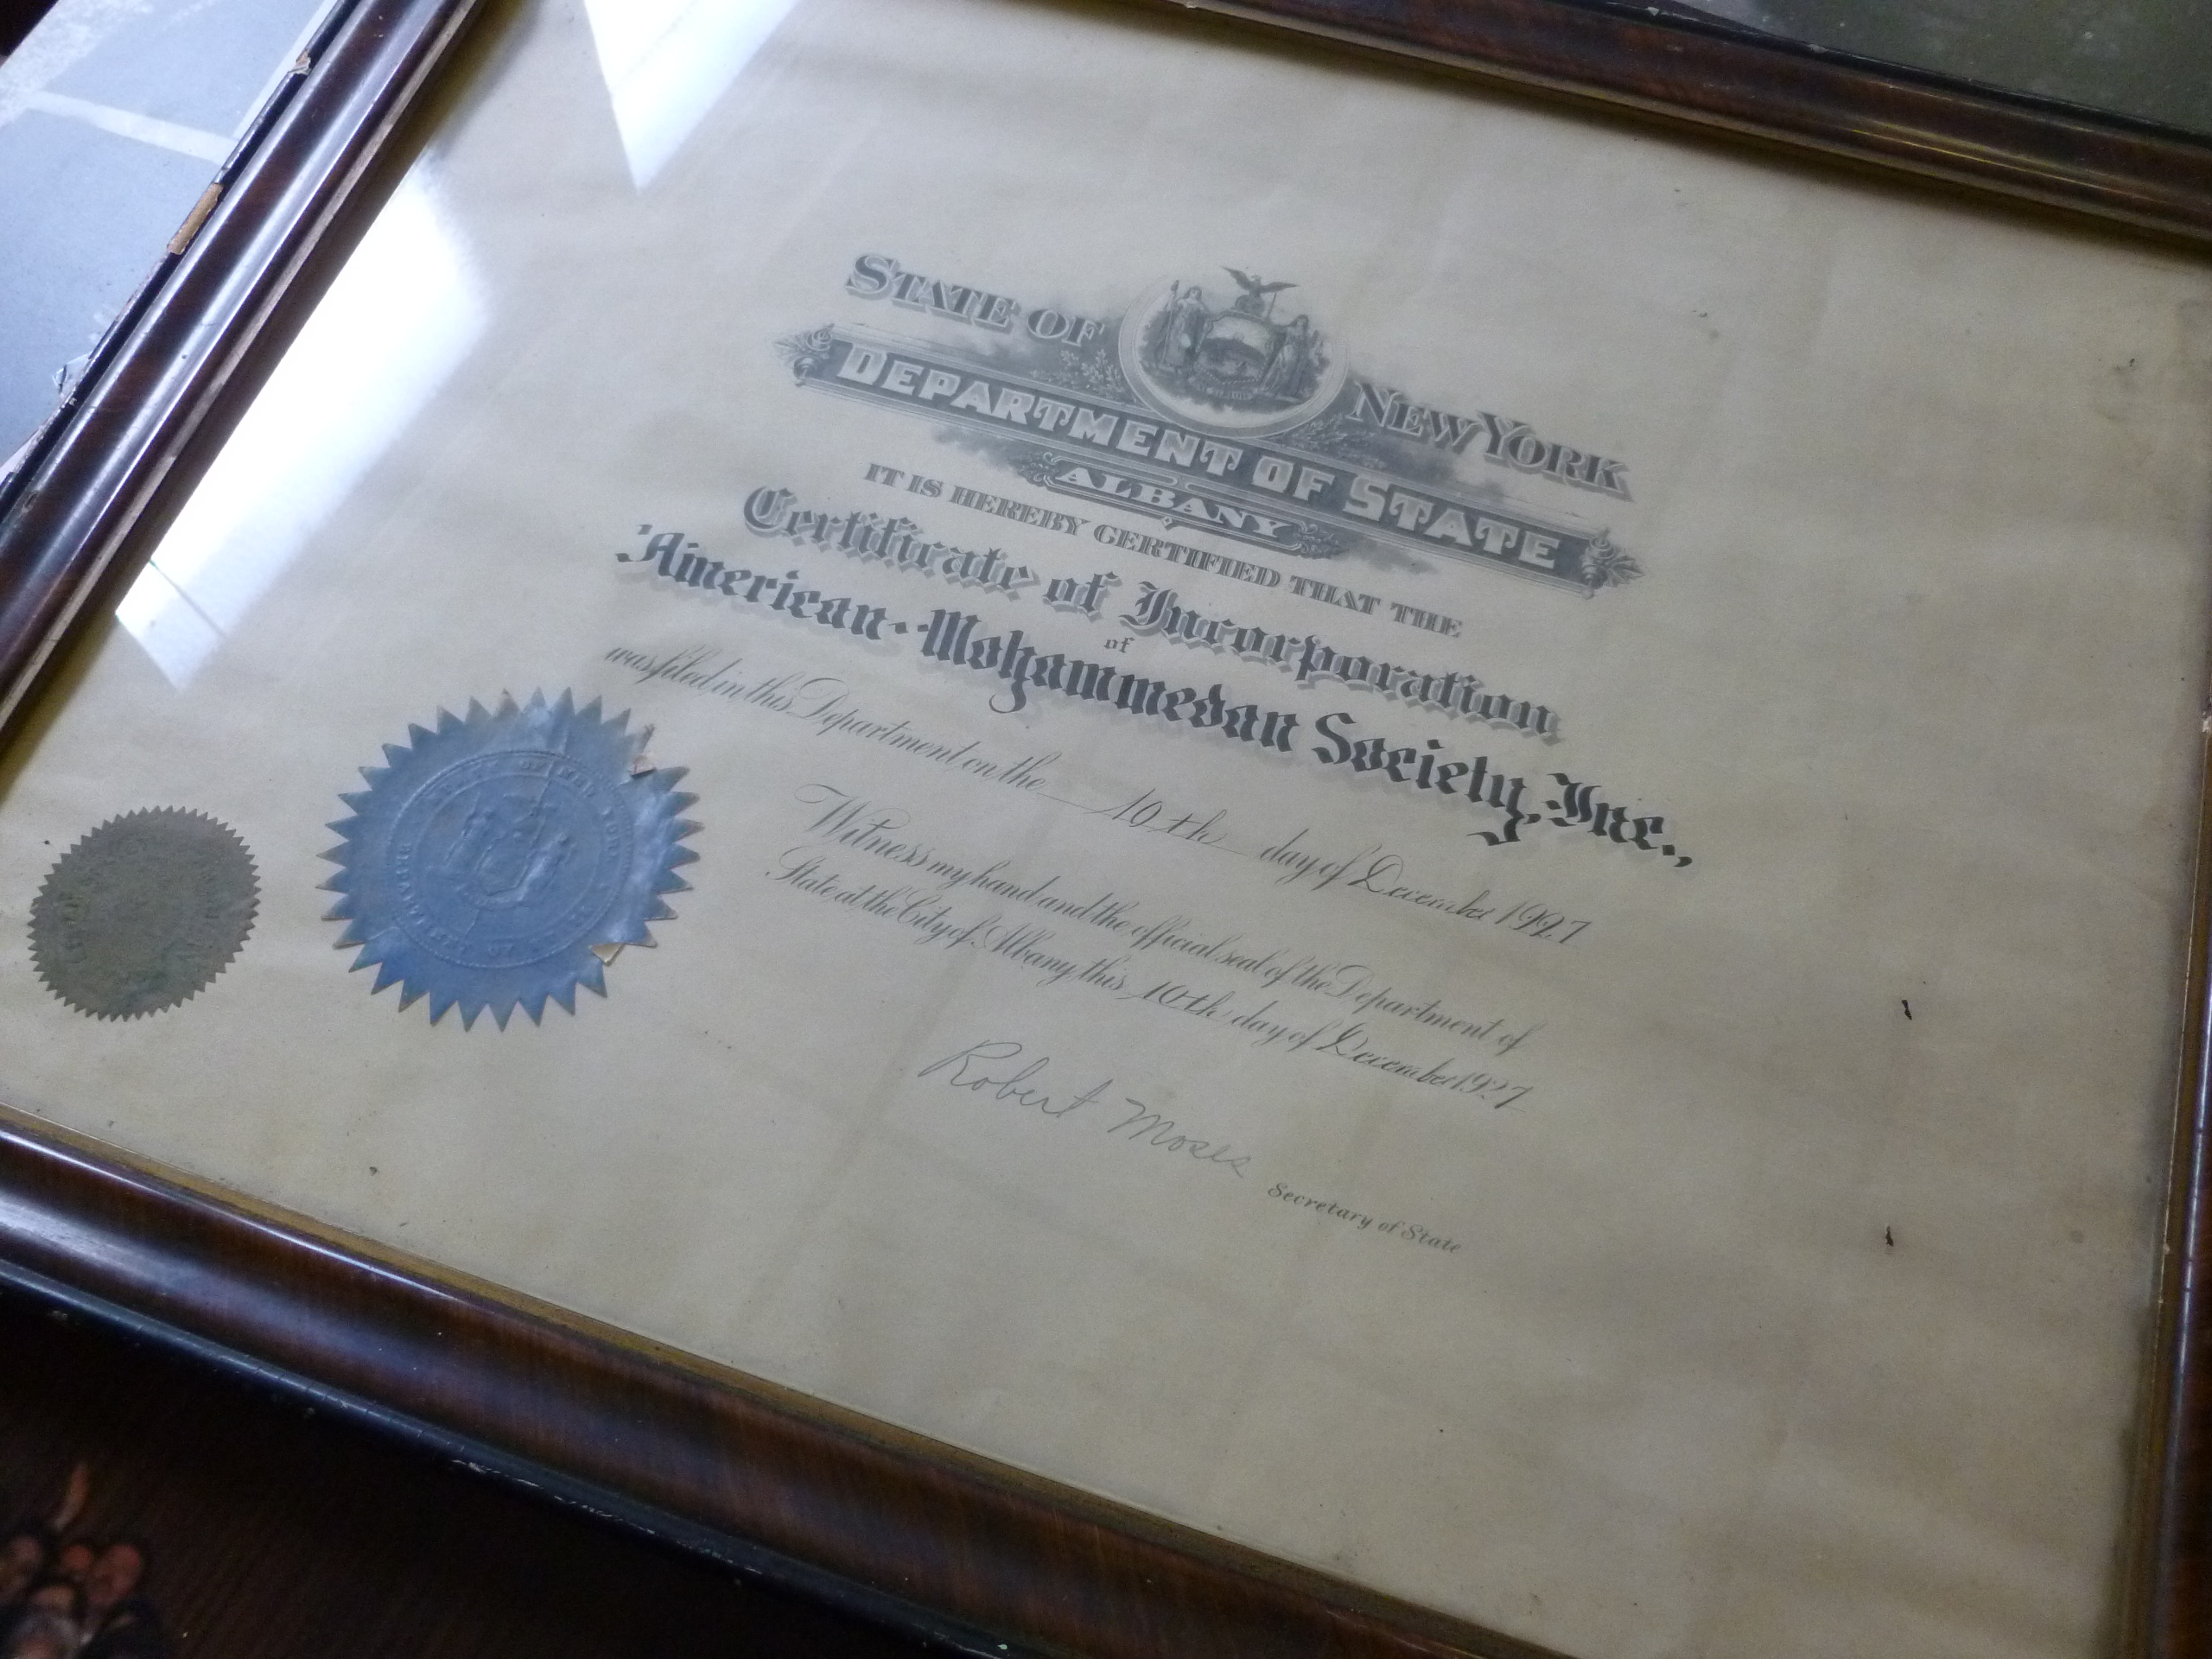 STATE OF NEW YORK
DEPARTMENT OF STATE
ALBANY
IT IS HEREBY CERTIFIED THAT THE
Certificate of Incorporation
of
American-Mohammedan Society, Inc.,
was filed in this Department on the 10th day of December 1927
Witness my hand and the official seal of the Department of
State at the City of Albany, this 10th day of December 1927
Robert Moses
Secretary of State